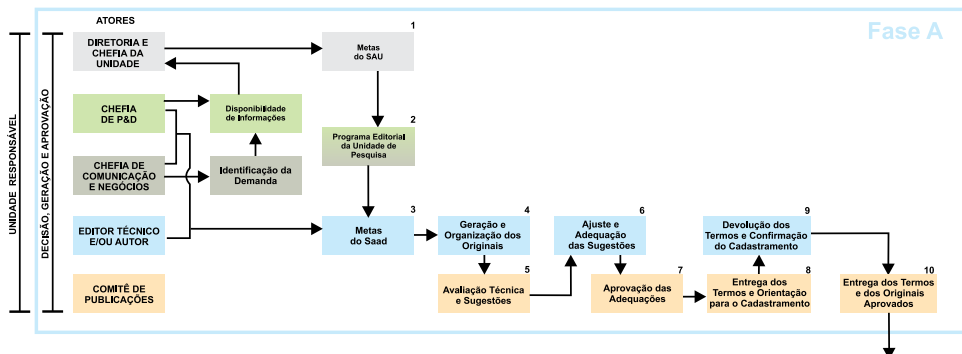 Fase A
ATORES
UNIDADE RESPONSÁVEL
DECISÃO, GERAÇÃO E APROVAÇÃO
DIRETORIA E
CHEFIA DA
UNIDADE
1
Metas
do SAU
CHEFIA
DE P&D
Disponibilidade
de Informações
2
Programa Editorial
da Unidade de
Pesquisa
CHEFIA DE
COMUNICAÇÃO
E NEGÓCIOS
Identificação da
Demanda
EDITOR TÉCNICO
E/OU AUTOR
3
Metas
do Saad
4
Geração e
Organização dos
Originais
6
Ajuste e
Adequação
das Sugestões
9
Devolução dos
Termos e Confirmação
do Cadastramento
COMITÊ DE
PUBLICAÇÕES
5
Avaliação Técnica
e Sugestões
7
Aprovação das
Adequações
8
Entrega dos
Termos e Orientação
para o Cadastramento
10
Entrega dos Termos
e dos Originais
Aprovados